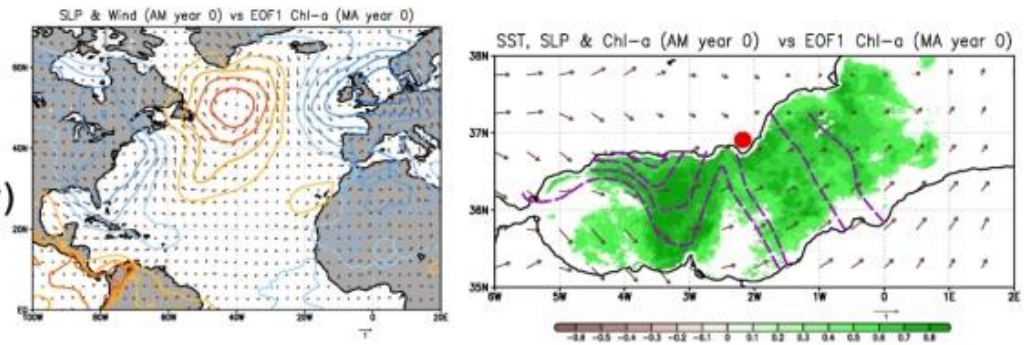 SLP & Wind (AM year 0) vs EOF1 Chl-a (MA year 0)
60N
40N
20N
EQ
100W 80W 60W 40W 20W 0 20E
1
)
SST, SLP & Chl-a (AM year 0) vs EOF1 Chl-a (MA year 0)
38N
37N
36N
35N
6W 5W 4W 3W 2W 1W 0 1E 2E
1
-0.6 -0.5 -0.4 -0.3 -0.2 -0.1 0 0.1 0.2 0.3 0.4 0.5 0.6 0.7 0.8